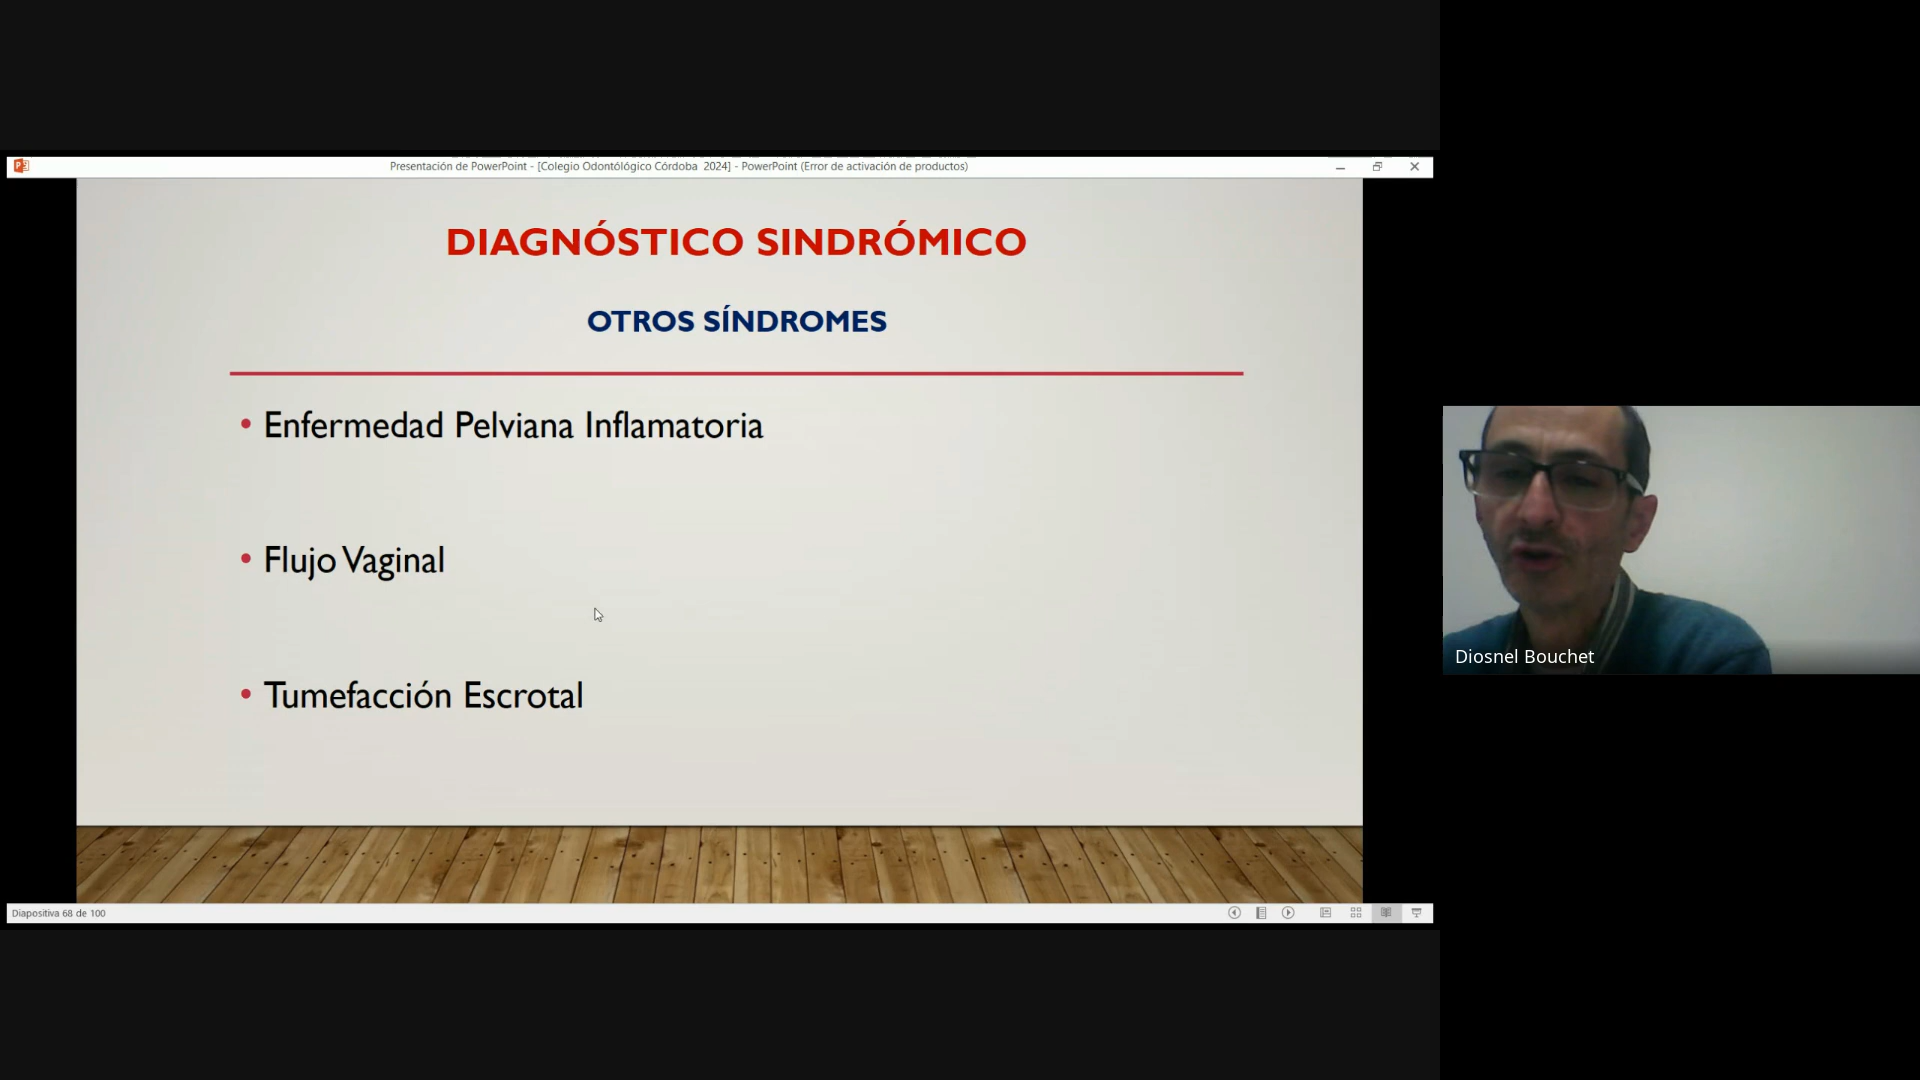 Presentación de PowerPoint - [Colegio Odontólógico Córdoba 2024] - PowerPoint (Error de activación de productos)
DIAGNÓSTICO SINDRÓMICO
OTROS SÍNDROMES
• Enfermedad Pelviana Inflamatoria
• Flujo Vaginal
• Tumefacción Escrotal
Diosnel Bouchet
Diapositiva 68 de 100